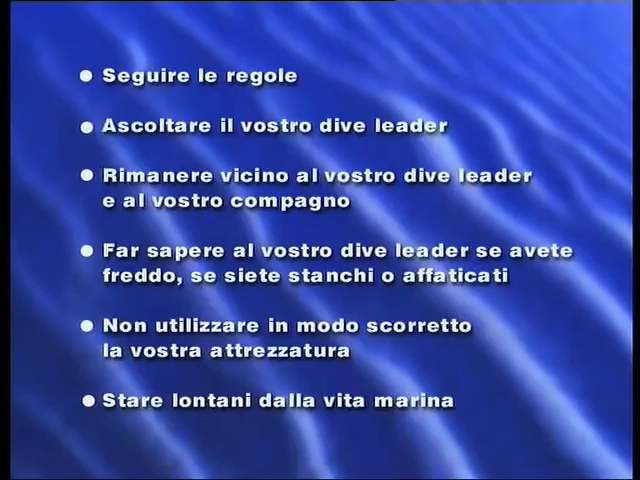 Seguire le regole
Ascoltare il vostro dive leader
Rimanere vicino al vostro dive leader
e al vostro compagno
Far sapere al vostro dive leader se avete
freddo, se siete stanchi o affaticati
Non utilizzare in modo scorretto
la vostra attrezzatura
Stare lontani dalla vita marina